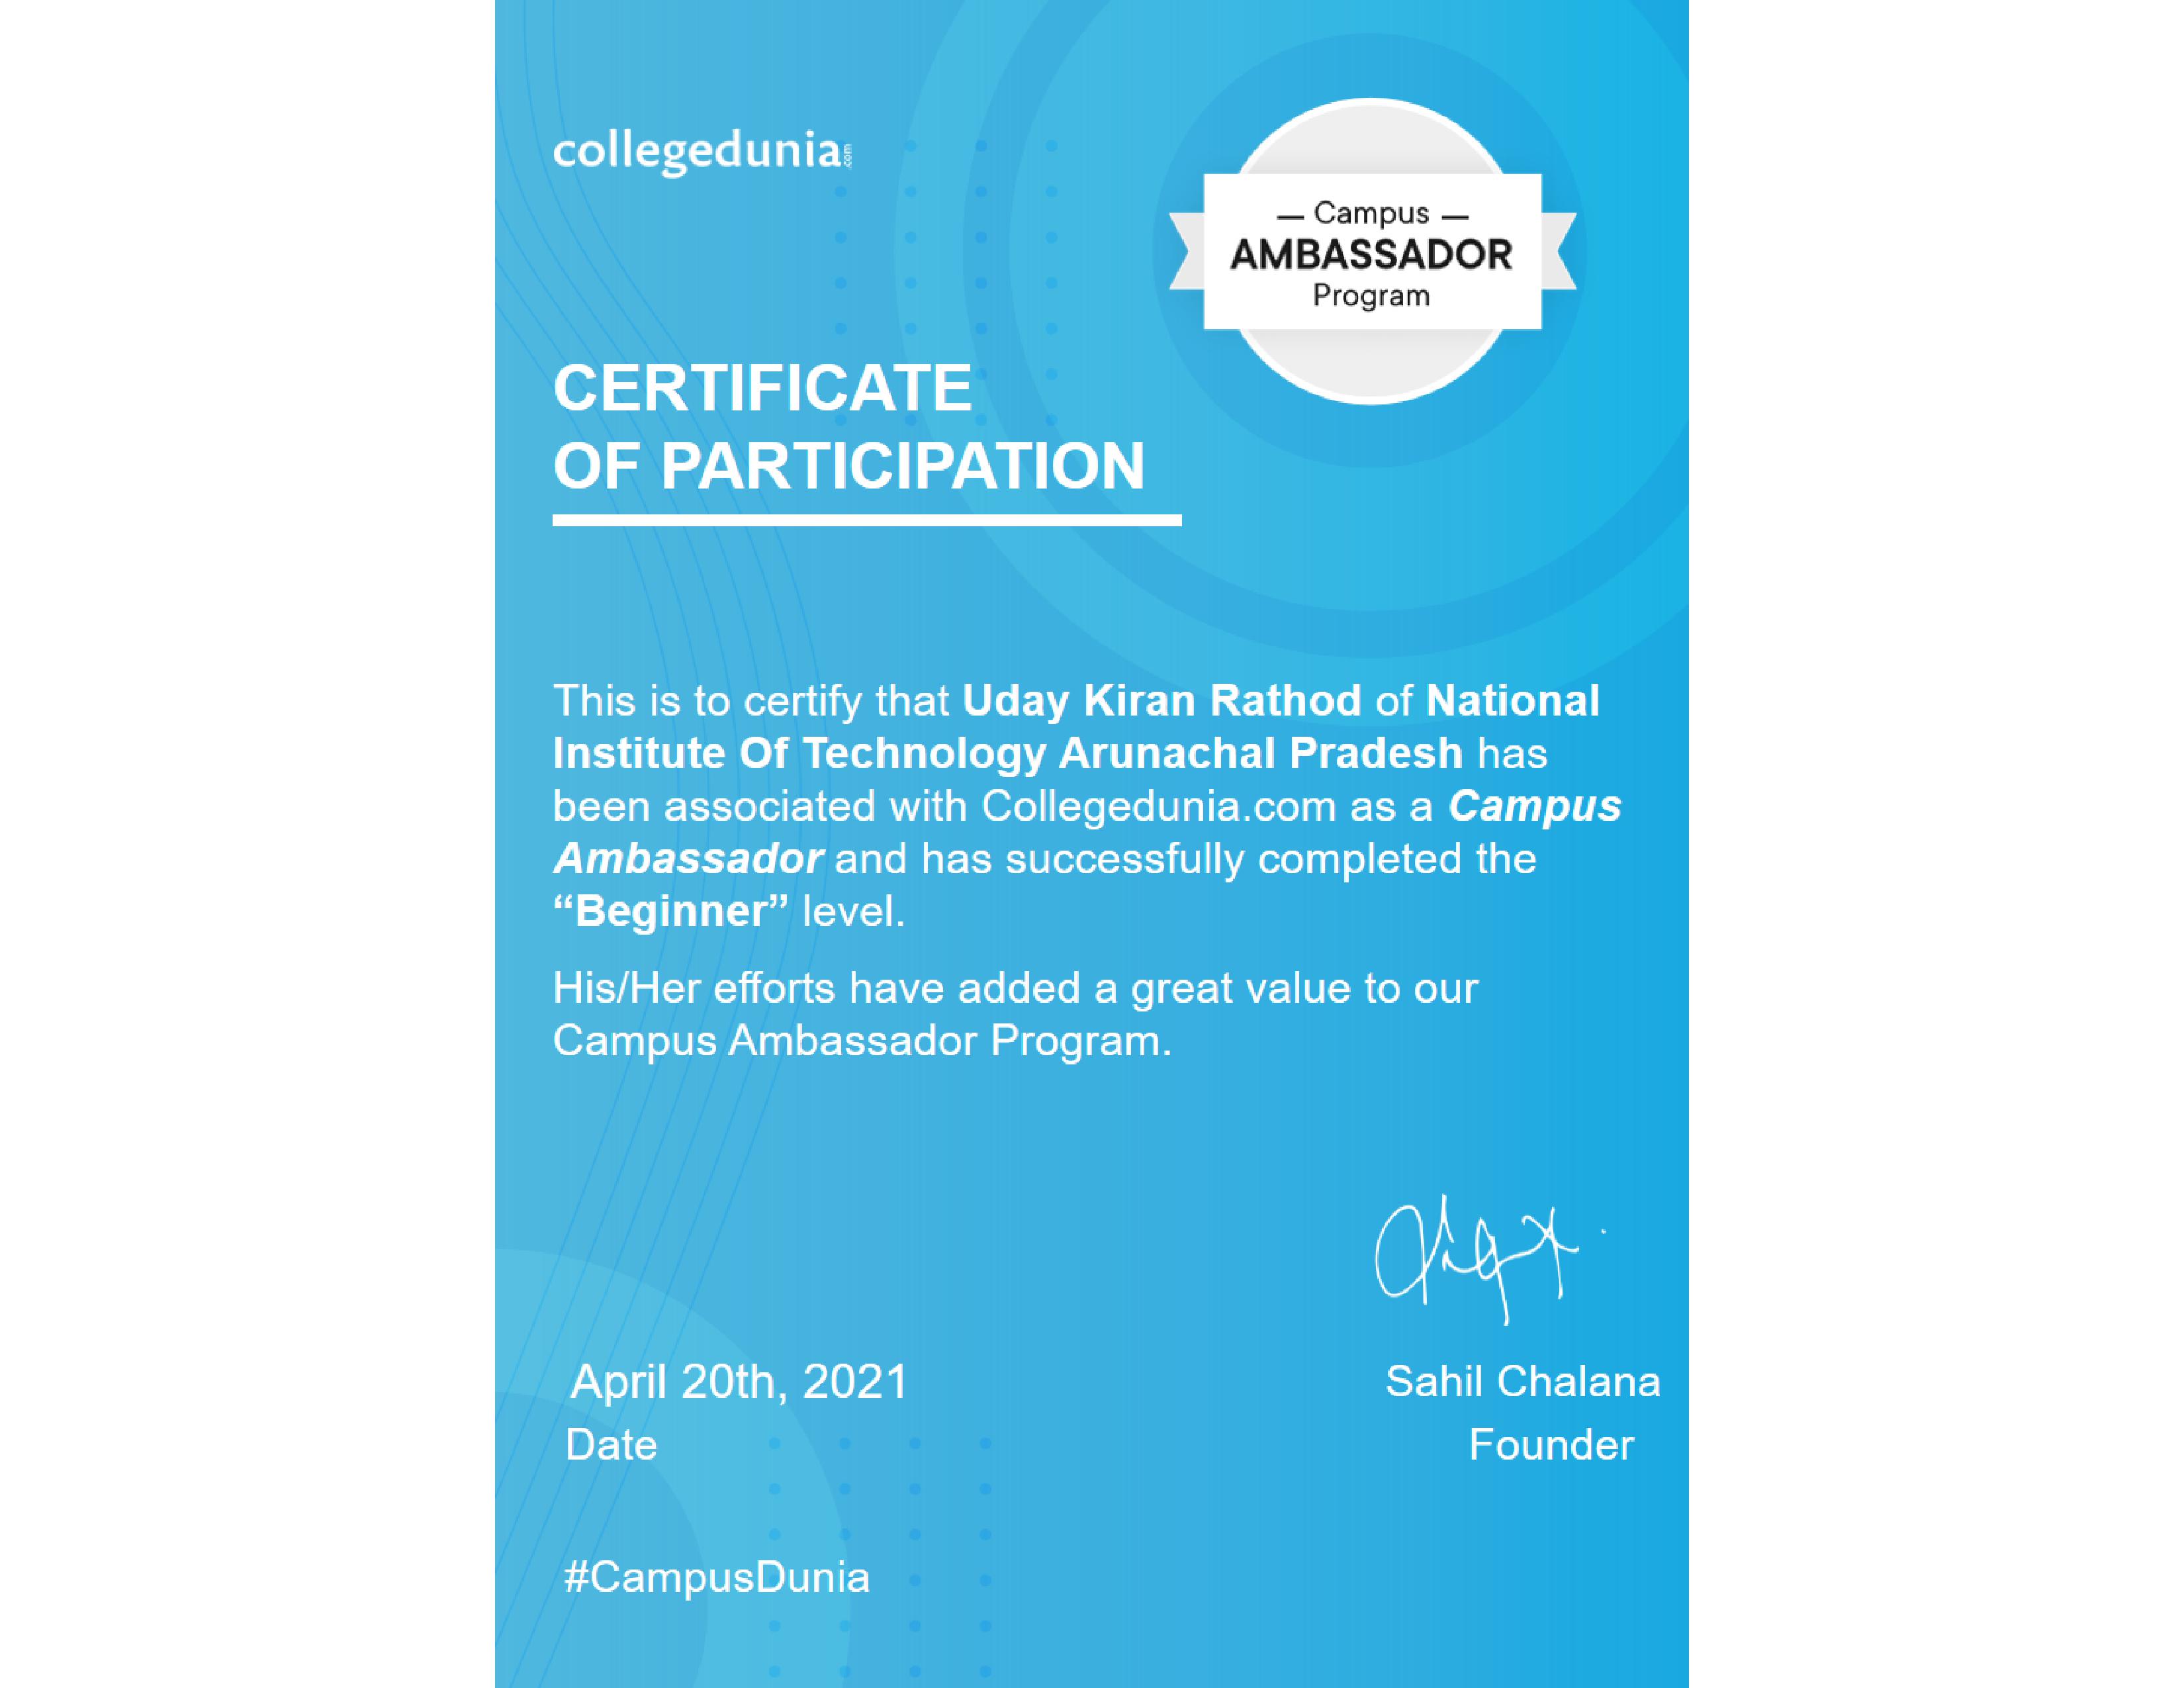 collegedunia.com
— Campus —
AMBASSADOR
Program
CERTIFICATE
OF PARTICIPATION
This is to certify that Uday Kiran Rathod of National
Institute Of Technology Arunachal Pradesh has
been associated with Collegedunia.com as a Campus
Ambassador and has successfully completed the
“Beginner” level.
His/Her efforts have added a great value to our
Campus Ambassador Program.
April 20th, 2021
Date
Sahil Chalana
Founder
#CampusDunia